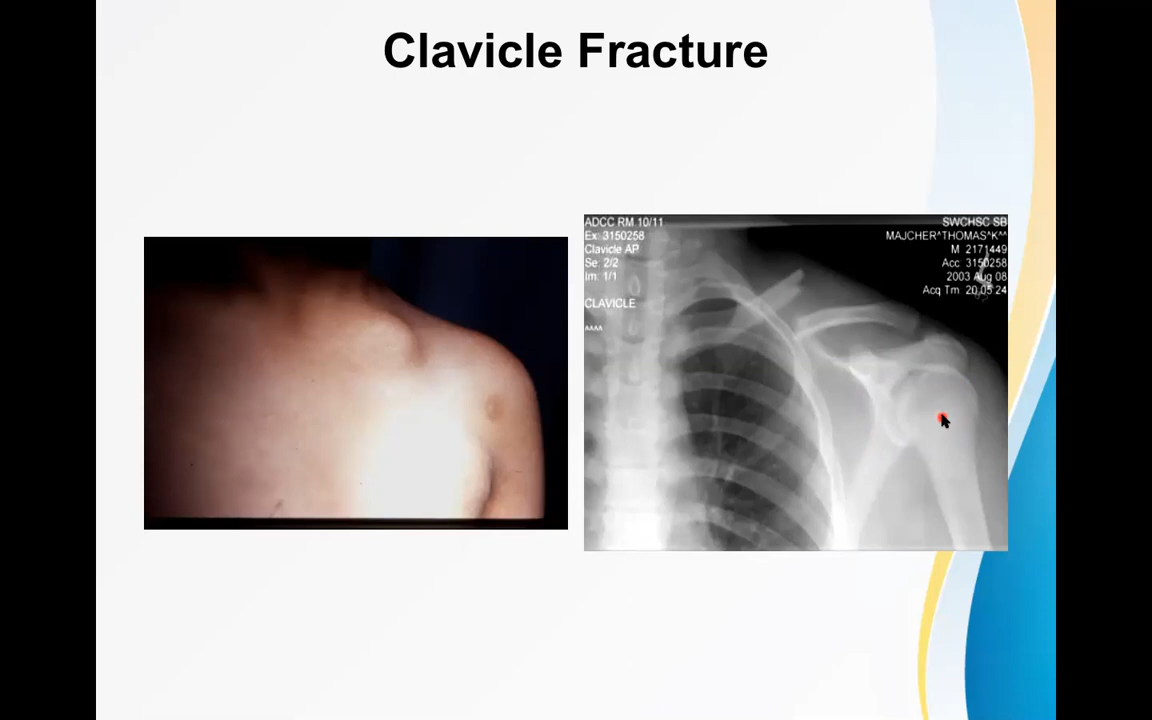 Clavicle Fracture
ADCC RM 10/11
Ex: 3150258
Clavicle AP
Se: 2/2
Im: 1/1
CLAVICLE
^^^^
SWCHSC SB
MAJCHER^THOMAS^K^^
M 2171449
Acc 3150258
2003 Aug 08
Acq Tm 20:05:24